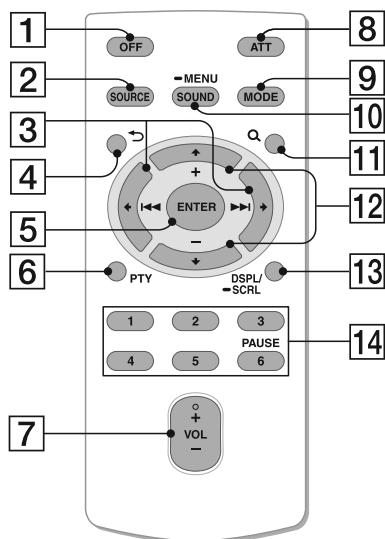 1
8
OFF
ATT
2
9
MENU
SOURCE
SOUND
MODE
3
10
4
11
+
12
5
ENTER
–
6
13
PTY
DSPL/
SCRL
1
2
3
14
PAUSE
4
5
6
7
+
VOL
–